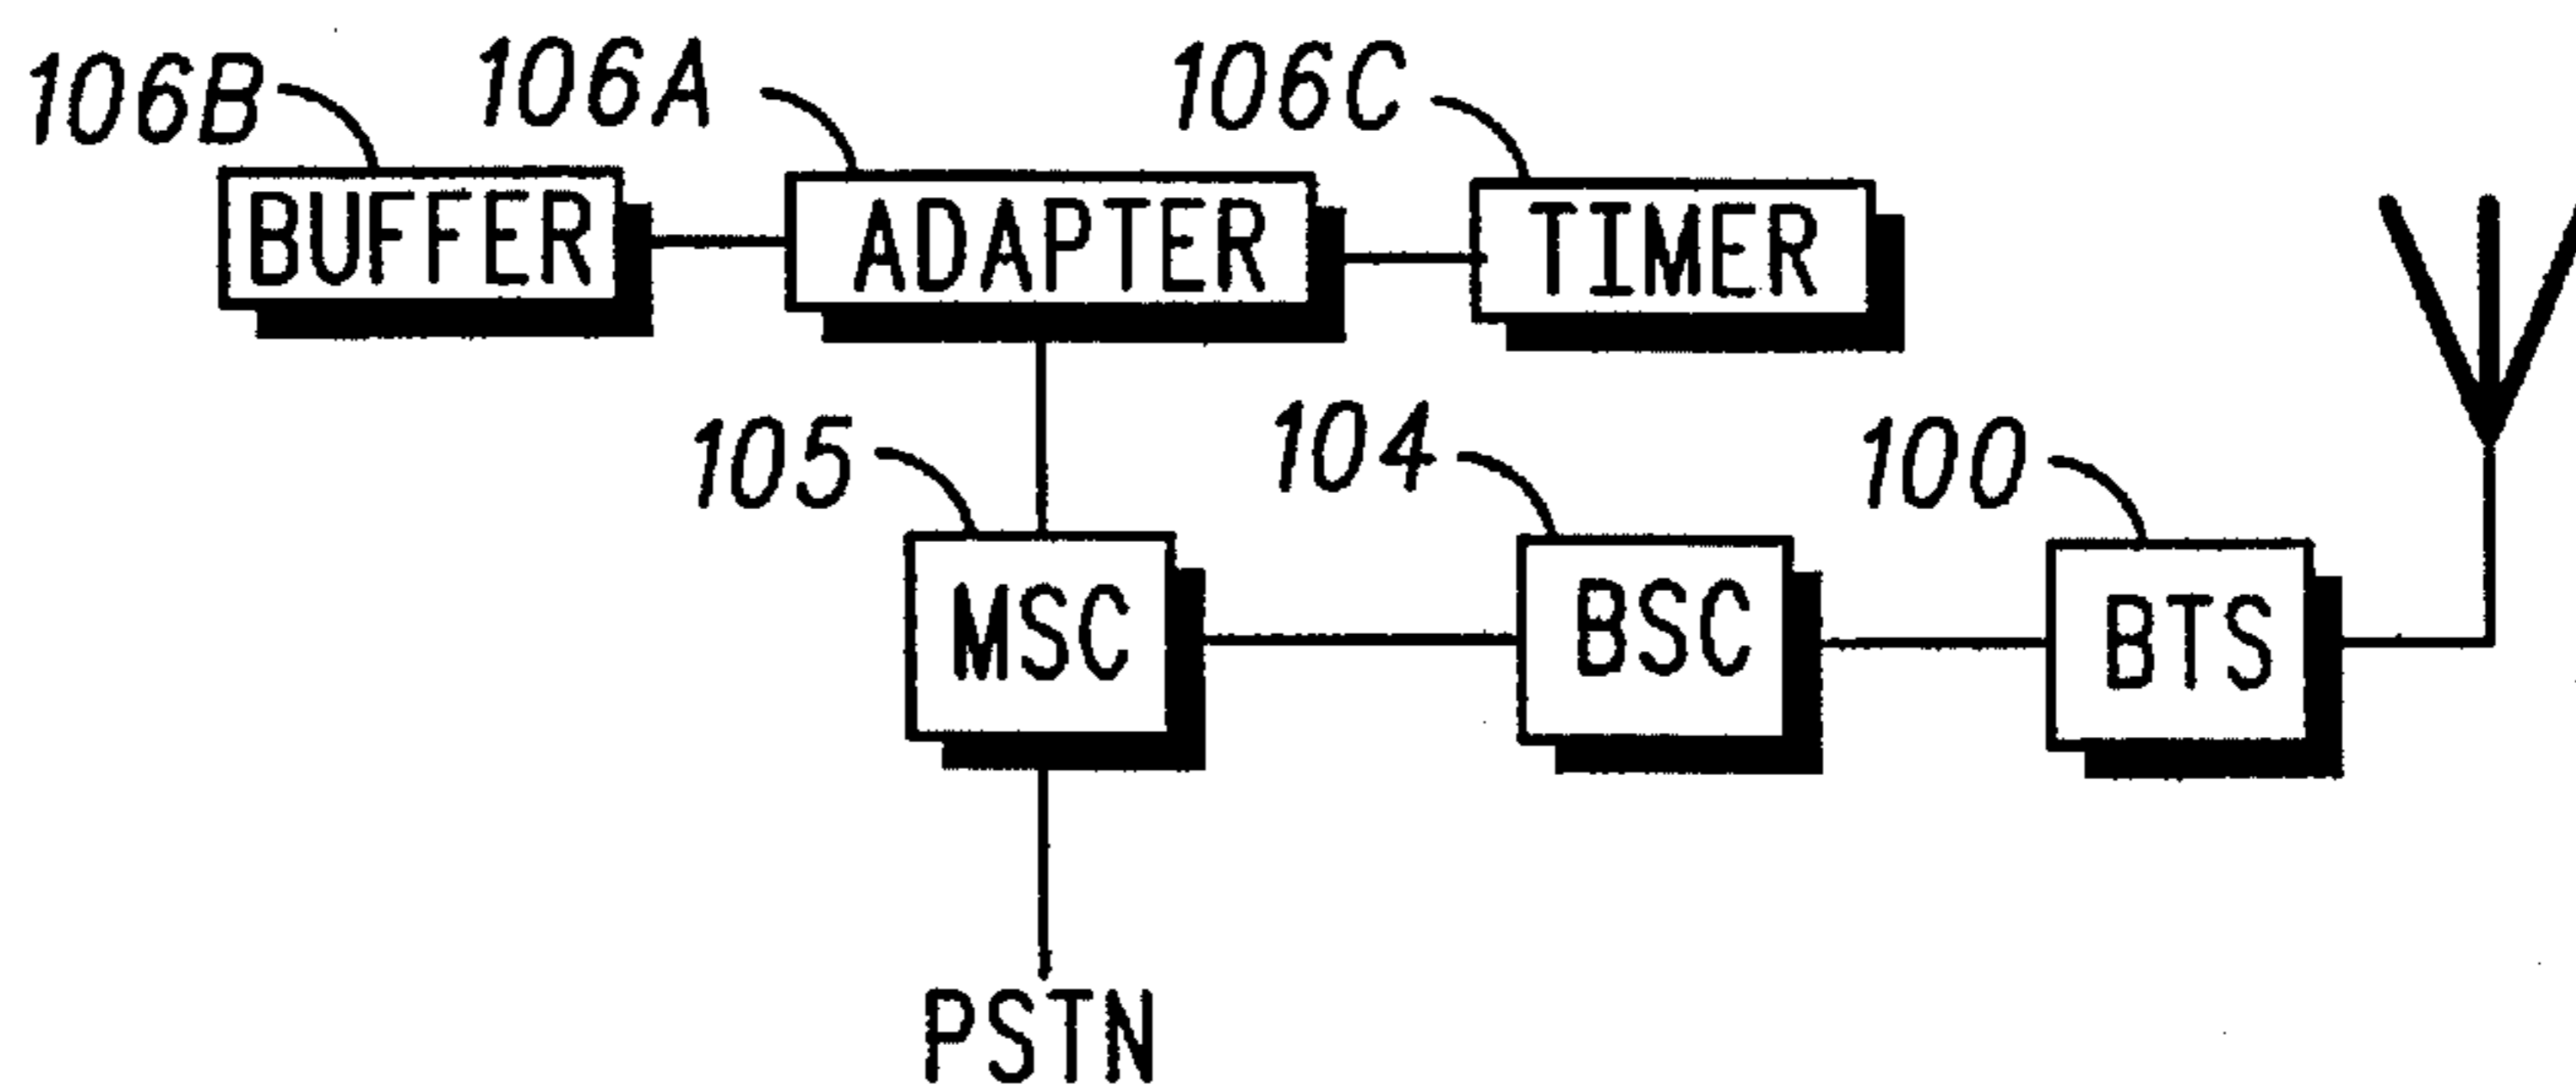 106B 106A 106C
BUFFER ADAPTER TIMER
105 104 100
MSC BSC BTS
PSTN